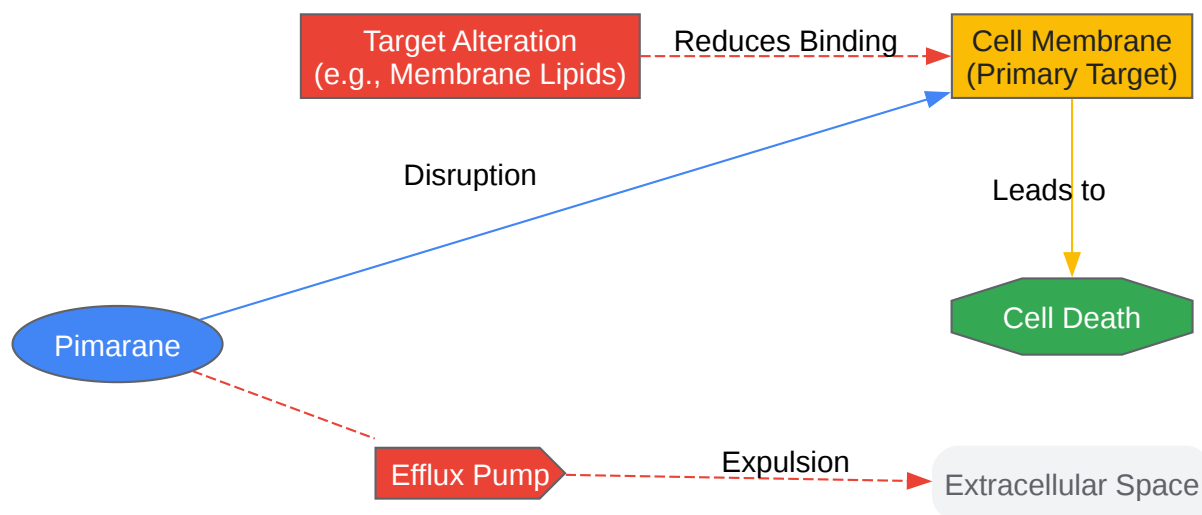 Target Alteration
(e.g., Membrane Lipids)
Reduces Binding
Cell Membrane
(Primary Target)
Disruption
Leads to
Pimarane
Cell Death
Efflux Pump
Expulsion
Extracellular Space